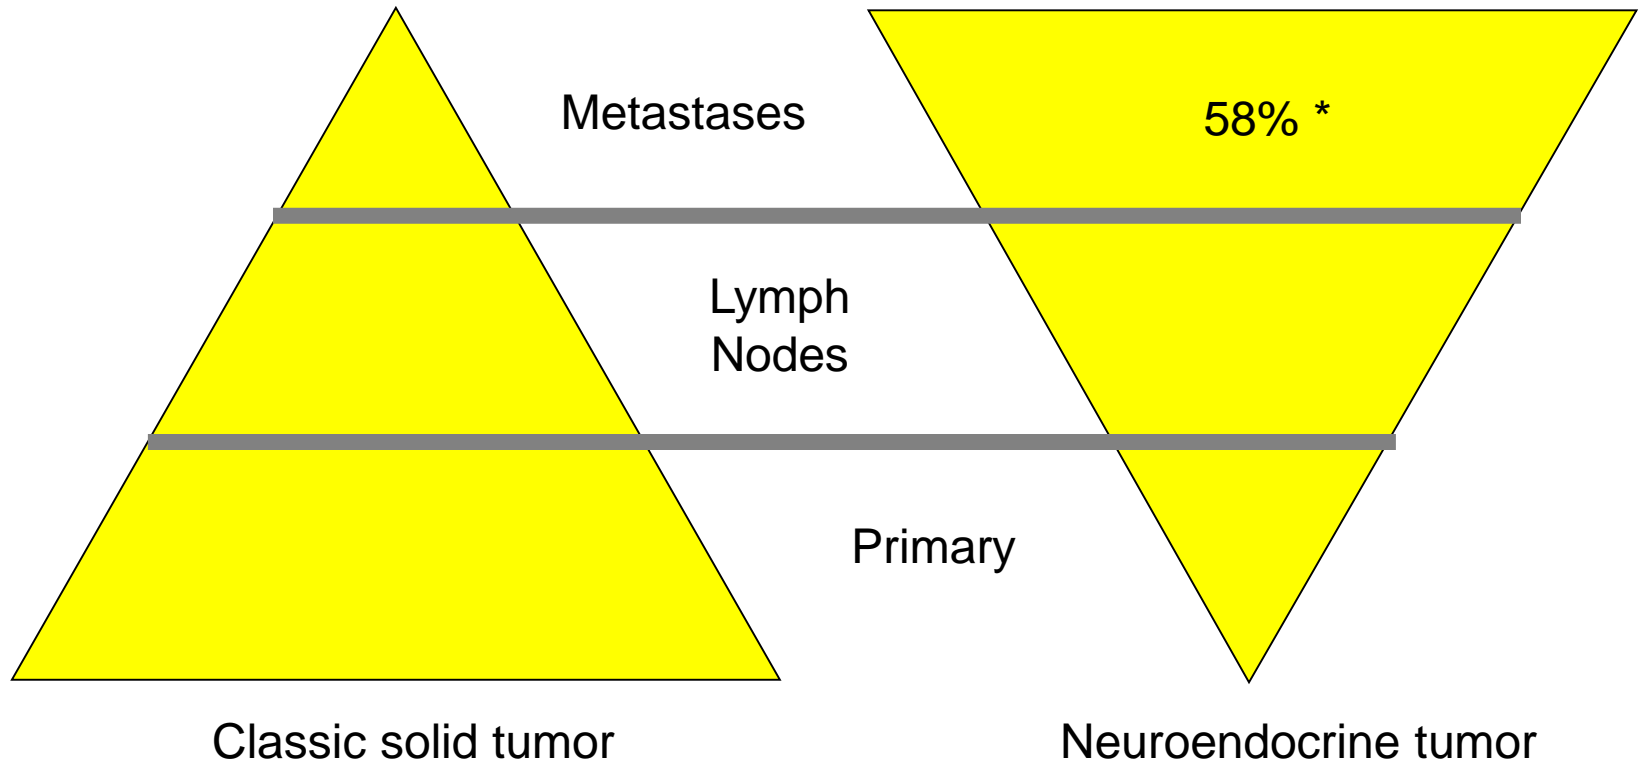 Metastases
58% *
Lymph
Nodes
Primary
Classic solid tumor
Neuroendocrine tumor